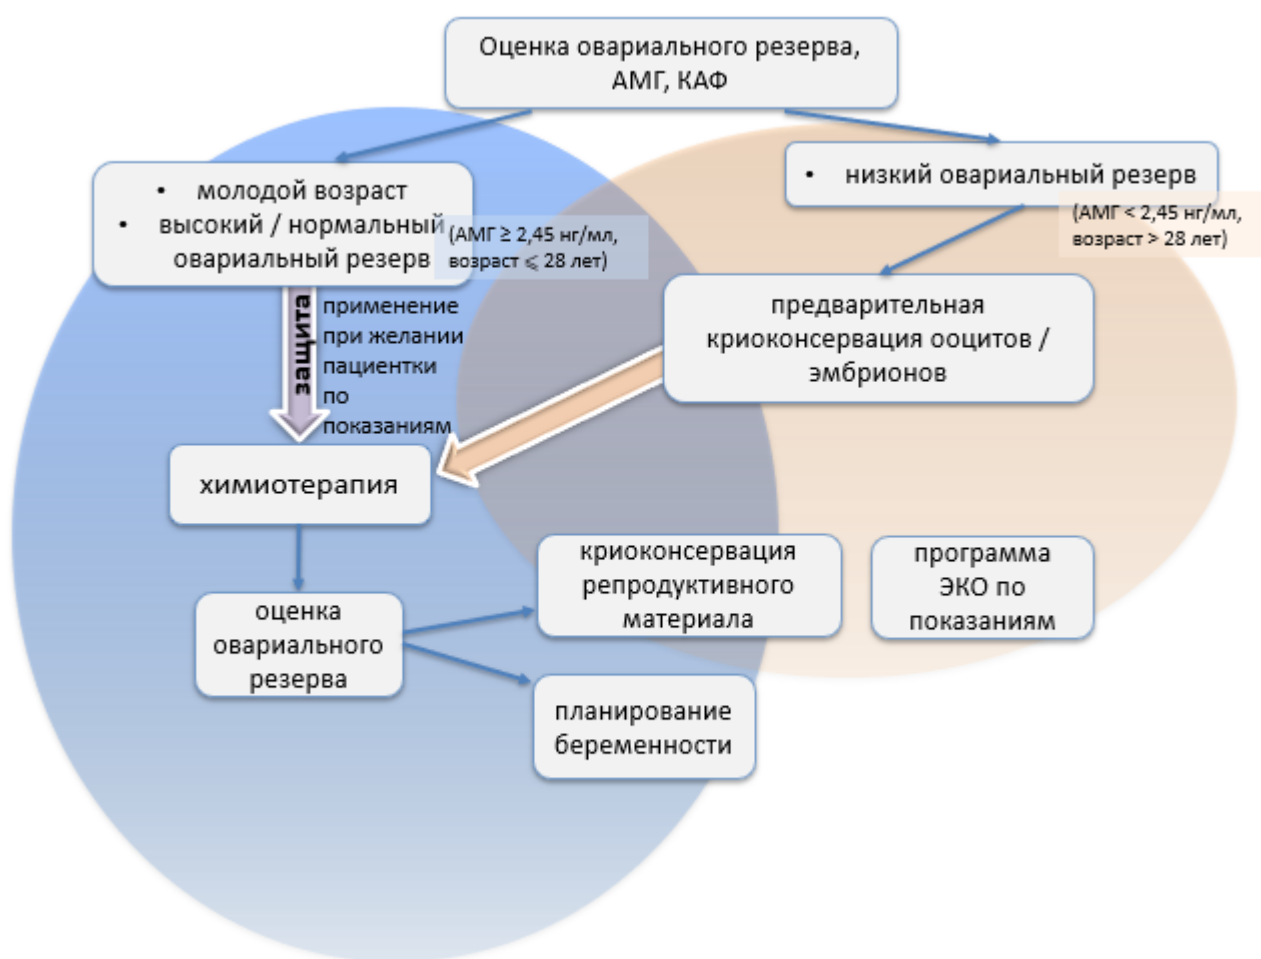 Оценка овариального резерва,
АМГ, КАФ
• молодой возраст
• высокий / нормальный
овариальный резерв
(АМГ ≥ 2,45 нг/мл,
возраст ⩽ 28 лет)
• низкий овариальный резерв
(АМГ < 2,45 нг/мл,
возраст > 28 лет)
защита
применение
при желании
пациентки
по
показаниям
предварительная
криоконсервация ооцитов /
эмбрионов
химиотерапия
оценка
овариального
резерва
криоконсервация
репродуктивного
материала
программа
ЭКО по
показаниям
планирование
беременности